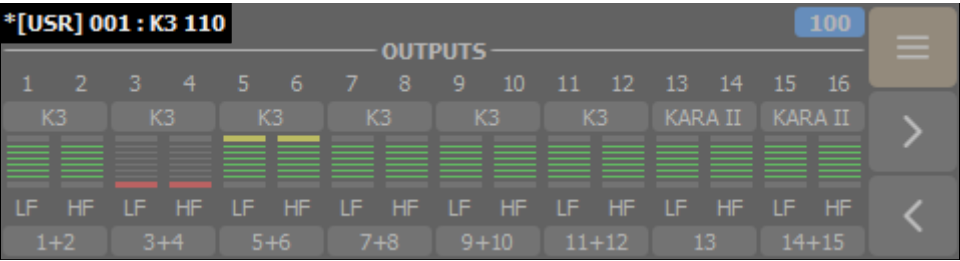 *[USR] 001 : K3 110 100
OUTPUTS
1 2 3 4 5 6 7 8 9 10 11 12 13 14 15 16
K3 K3 K3 K3 K3 K3 KARA II KARA II
LF HF LF HF LF HF LF HF LF HF LF HF LF HF LF HF
1+2 3+4 5+6 7+8 9+10 11+12 13 14+15